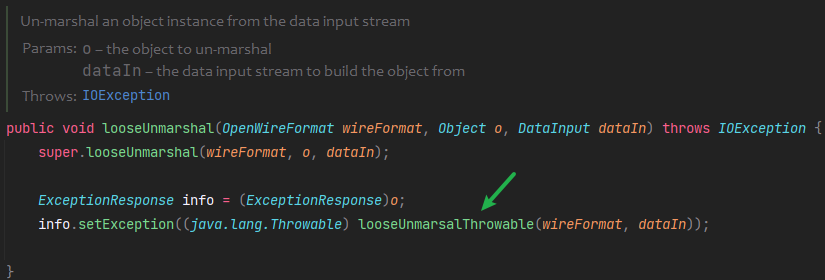 Un-marshal an object instance from the data input stream
Params: o – the object to un-marshal
dataIn – the data input stream to build the object from
Throws: IOException
public void looseUnmarshal(OpenWireFormat wireFormat, Object o, DataInput dataIn) throws IOException {
super.looseUnmarshal(wireFormat, o, dataIn);
ExceptionResponse info = (ExceptionResponse)o;
info.setException((java.lang.Throwable) looseUnmarsalThrowable(wireFormat, dataIn));
}